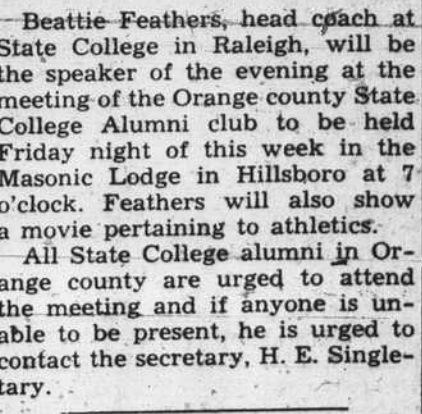 Beattie Feathers, head coach at
State College in Raleigh, will be
the speaker of the evening at the
meeting of the Orange county State
College Alumni club to be held
Friday night of this week in the
Masonic Lodge in Hillsboro at 7
o'clock. Feathers will also show
a movie pertaining to athletics.
All State College alumni in Or-
ange county are urged to attend
the meeting and if anyone is un-
able to be present, he is urged to
contact the secretary, H. E. Single-
tary.